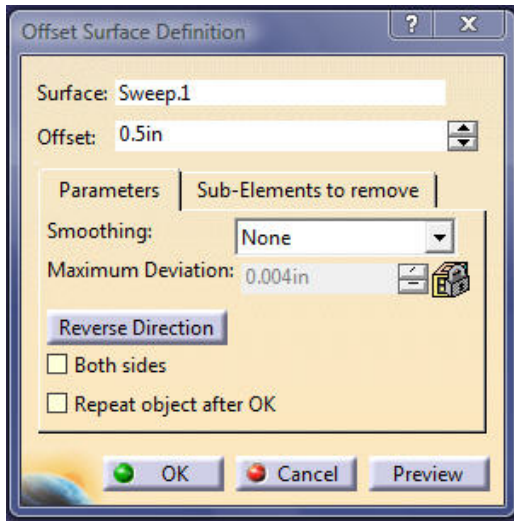 Offset Surface Definition ? X
Surface: Sweep.1
Offset: 0.5in
Parameters Sub-Elements to remove
Smoothing: None
Maximum Deviation: 0.004in
Reverse Direction
Both sides
Repeat object after OK
OK Cancel Preview